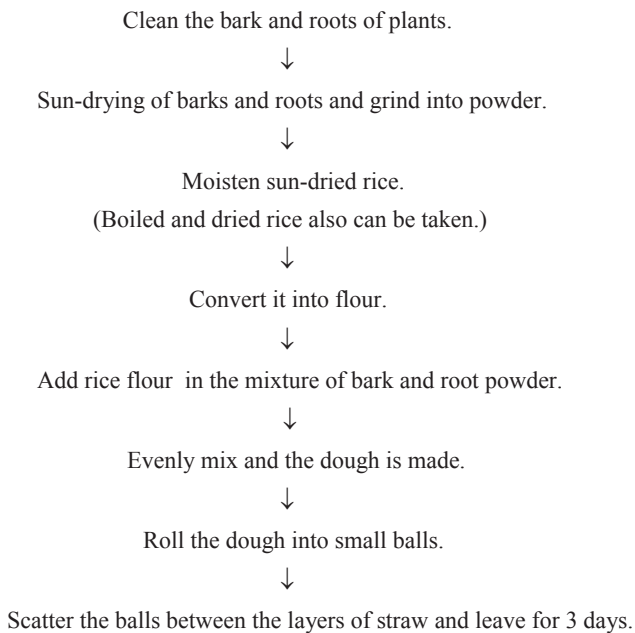 Clean the bark and roots of plants.
↓
Sun-drying of barks and roots and grind into powder.
↓
Moisten sun-dried rice.
(Boiled and dried rice also can be taken.)
↓
Convert it into flour.
↓
Add rice flour in the mixture of bark and root powder.
↓
Evenly mix and the dough is made.
↓
Roll the dough into small balls.
↓
Scatter the balls between the layers of straw and leave for 3 days.